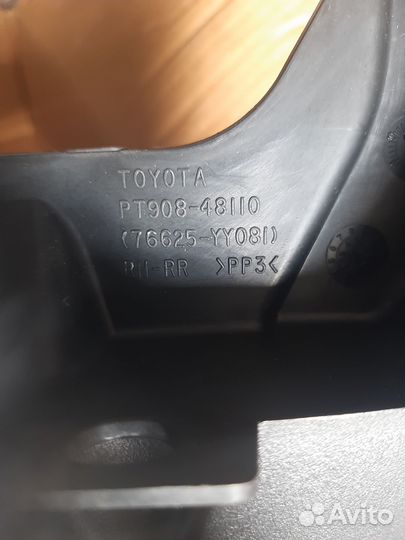 TOYOTA
PT908-48110
(76625-YY081)
RH-RR >PP3<
Avito